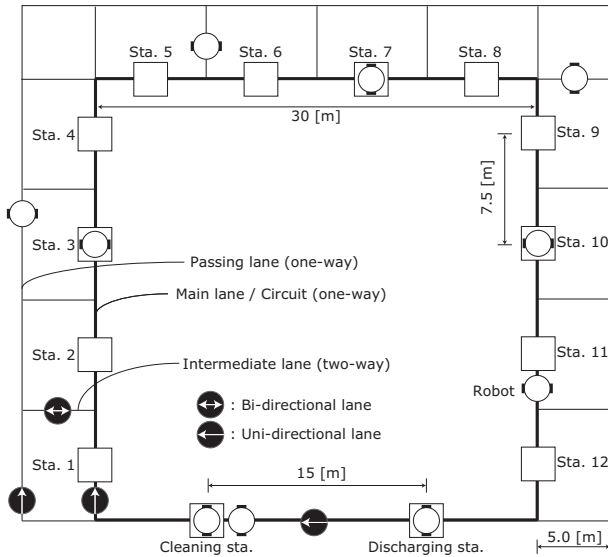 Sta. 5
Sta. 6
Sta. 7
Sta. 8
30 [m]
Sta. 4
Sta. 9
7.5 [m]
Sta. 3
Sta. 10
Passing lane (one-way)
Main lane / Circuit (one-way)
Sta. 2
Sta. 11
Intermediate lane (two-way)
Robot
: Bi-directional lane
: Uni-directional lane
Sta. 1
Sta. 12
15 [m]
Cleaning sta.
Discharging sta.
5.0 [m]